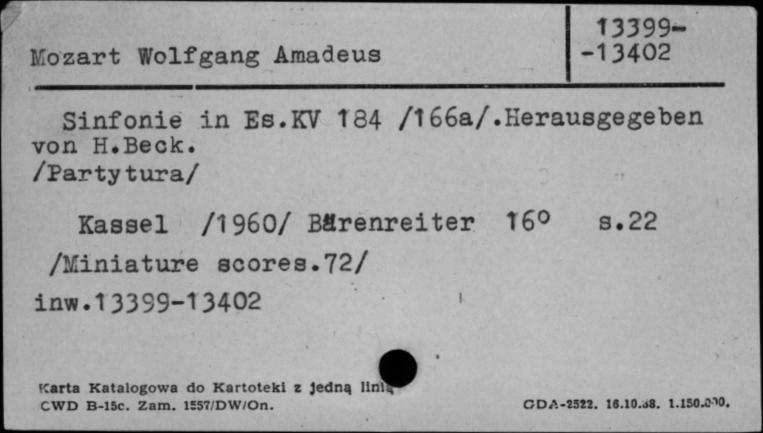 13399-
Mozart Wolfgang Amadeus -13402
Sinfonie in Es.KV 184 /166a/.Herausgegeben
von H.Beck.
/Partytura/
Kassel /1960/ Bärenreiter 16° s.22
/Miniature scores.72/
inw.13399-13402
Karta Katalogowa do Kartoteki z jedną linią
CWD B-15c. Zam. 1557/DW/On. GDA-2522. 16.10.68. 1.150.000.